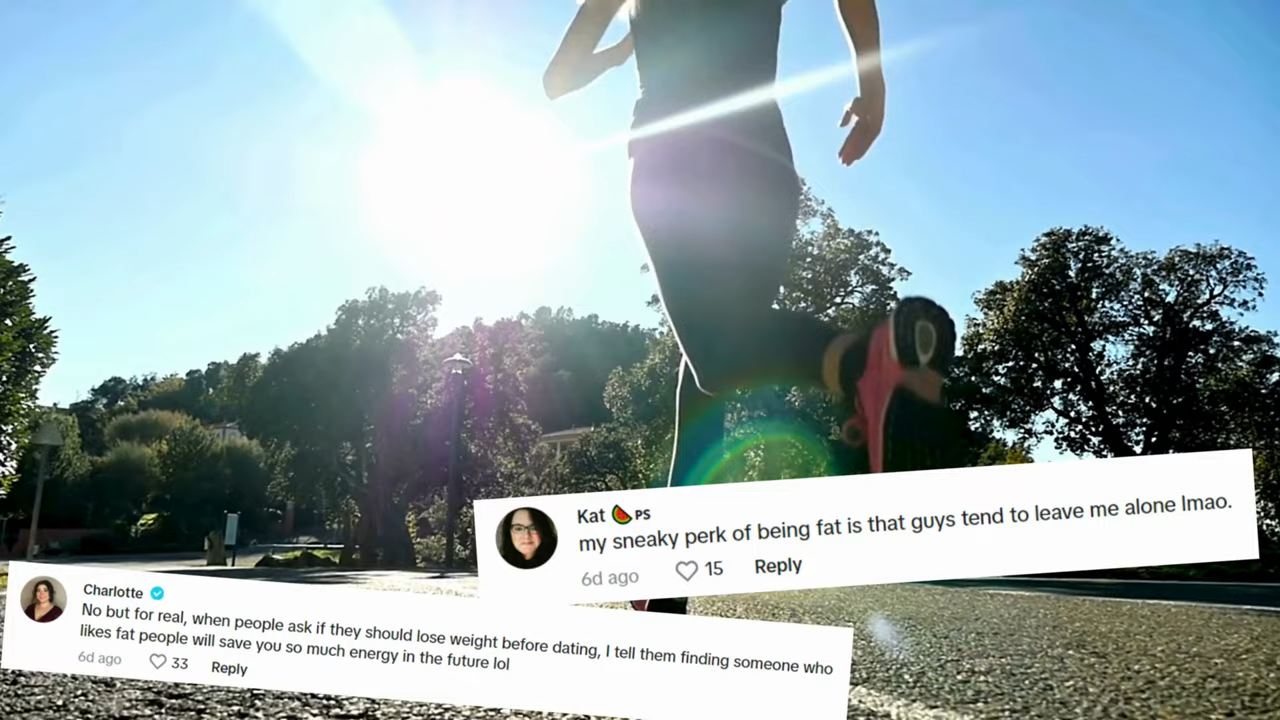 Kat 🍉 PS
my sneaky perk of being fat is that guys tend to leave me alone lmao.
6d ago 15 Reply
Charlotte
No but for real, when people ask if they should lose weight before dating, I tell them finding someone who
likes fat people will save you so much energy in the future lol
6d ago 33 Reply